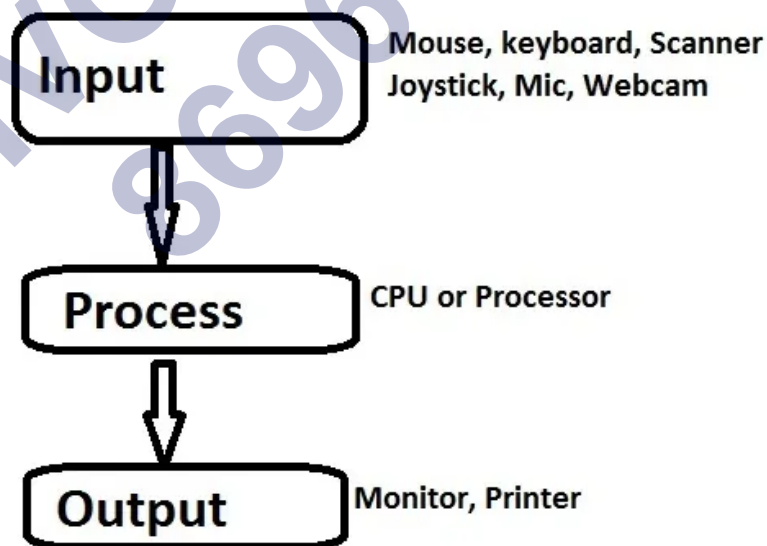 Input
Mouse, keyboard, Scanner
Joystick, Mic, Webcam
Process
CPU or Processor
Output
Monitor, Printer